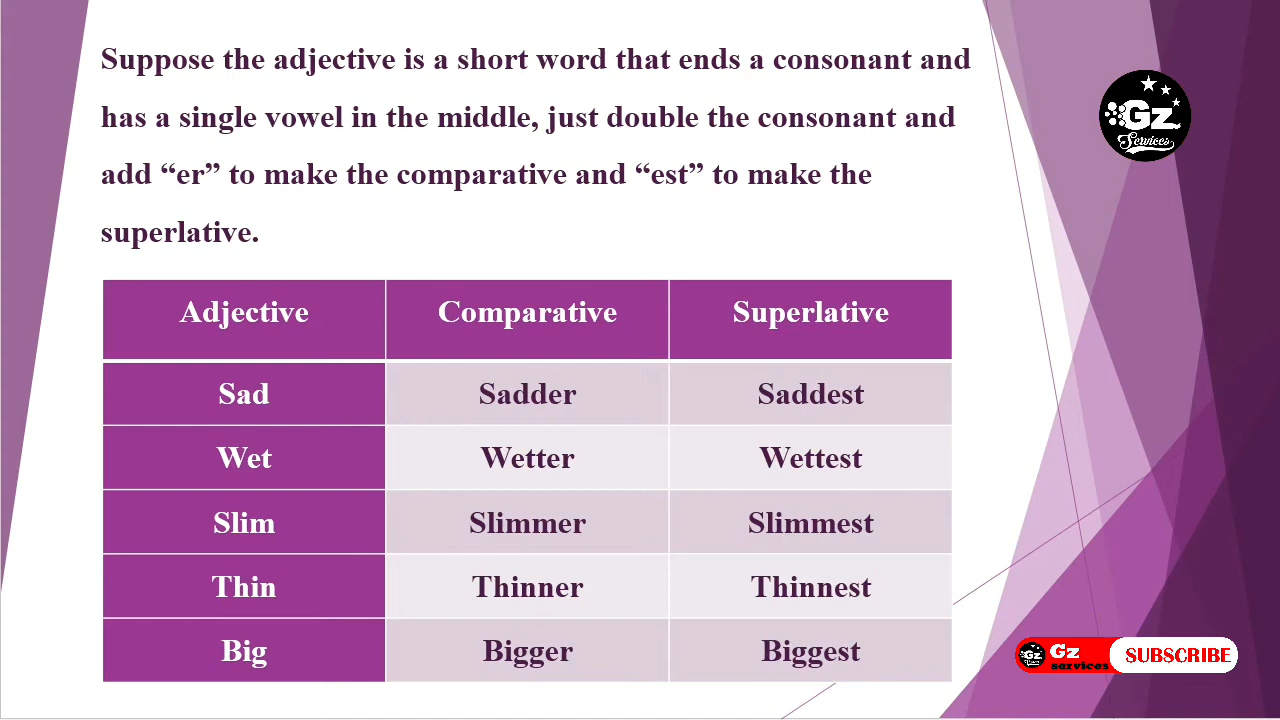 Suppose the adjective is a short word that ends a consonant and
has a single vowel in the middle, just double the consonant and
add “er” to make the comparative and “est” to make the
superlative.
Gz
Services
Adjective Comparative Superlative
Sad Sadder Saddest
Wet Wetter Wettest
Slim Slimmer Slimmest
Thin Thinner Thinnest
Big Bigger Biggest
Gz
Gz
services
SUBSCRIBE